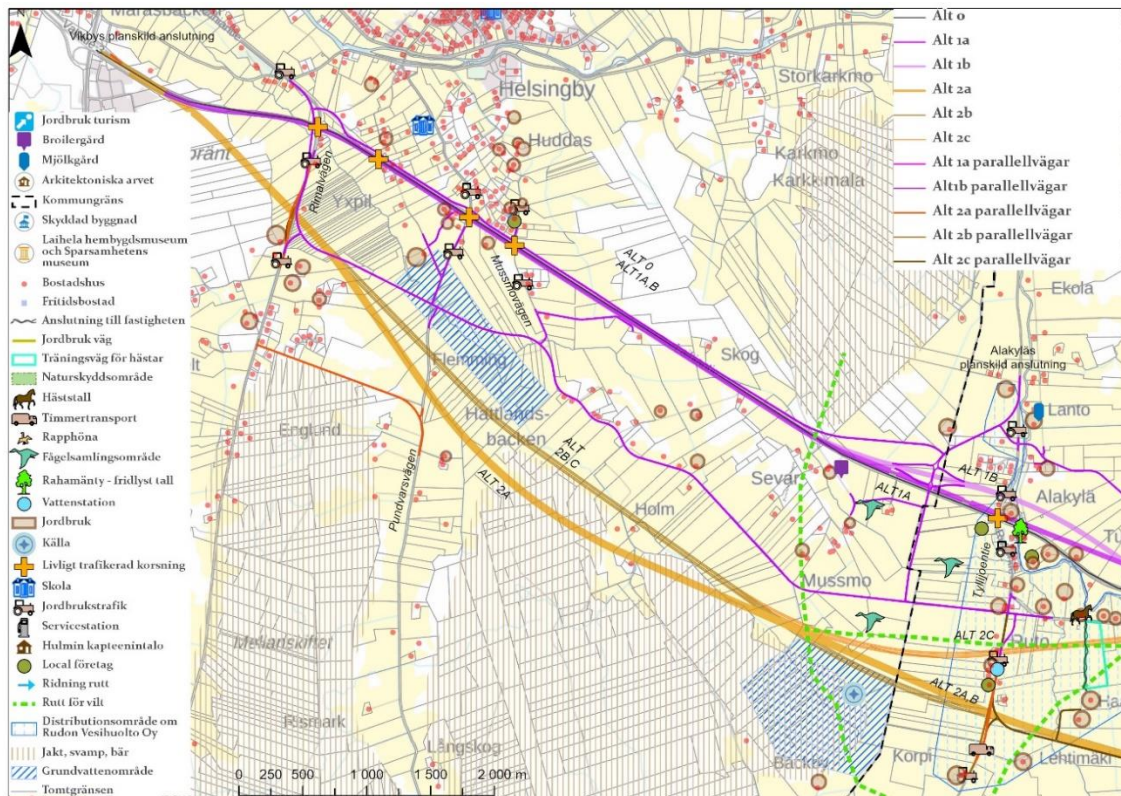 Vikbys planskild anslutning
Helsingby
Storkarkmo
Huddas
Karkmo
Karkkimala
Yxpil
Rimalvägen
Mussmovägen
ALT 0
ALT1A,B
Flemming
Skog
Hattlands-
backen
England
Pundvarsvägen
ALT
2B,C
ALT 2A
Holm
Sevar
ALT1A
ALT 1B
Alakyläs
planskild anslutning
Ekola
Lanto
Alakylä
Tyllijoentie
Mussmo
ALT 2C
Ruto
ALT 2A,B
Korpi
Lehtimäki
Rismark
Långskog
0 250 500 1 000 1 500 2 000 m
Alt 0
Alt 1a
Alt 1b
Alt 2a
Alt 2b
Alt 2c
Alt 1a parallellvägar
Alt1b parallellvägar
Alt 2a parallellvägar
Alt 2b parallellvägar
Alt 2c parallellvägar
Jordbruk turism
Broilergård
Mjölkgård
Arkitektoniska arvet
Kommungräns
Skyddad byggnad
Laihela hembygdsmuseum
och Sparsamhetens
museum
Bostadshus
Fritidsbostad
Anslutning till fastigheten
Jordbruk väg
Träningsväg för hästar
Naturskyddsområde
Häststall
Timmertransport
Rapphöna
Fågelsamlingsområde
Rahamänty - fridlyst tall
Vattenstation
Jordbruk
Källa
Livligt trafikerad korsning
Skola
Jordbrukstrafik
Servicestation
Hulmin kapteenintalo
Local företag
Ridning rutt
Rutt för vilt
Distributionsområde om
Rudon Vesihuolto Oy
Jakt, svamp, bär
Grundvattenområde
Tomtgränsen